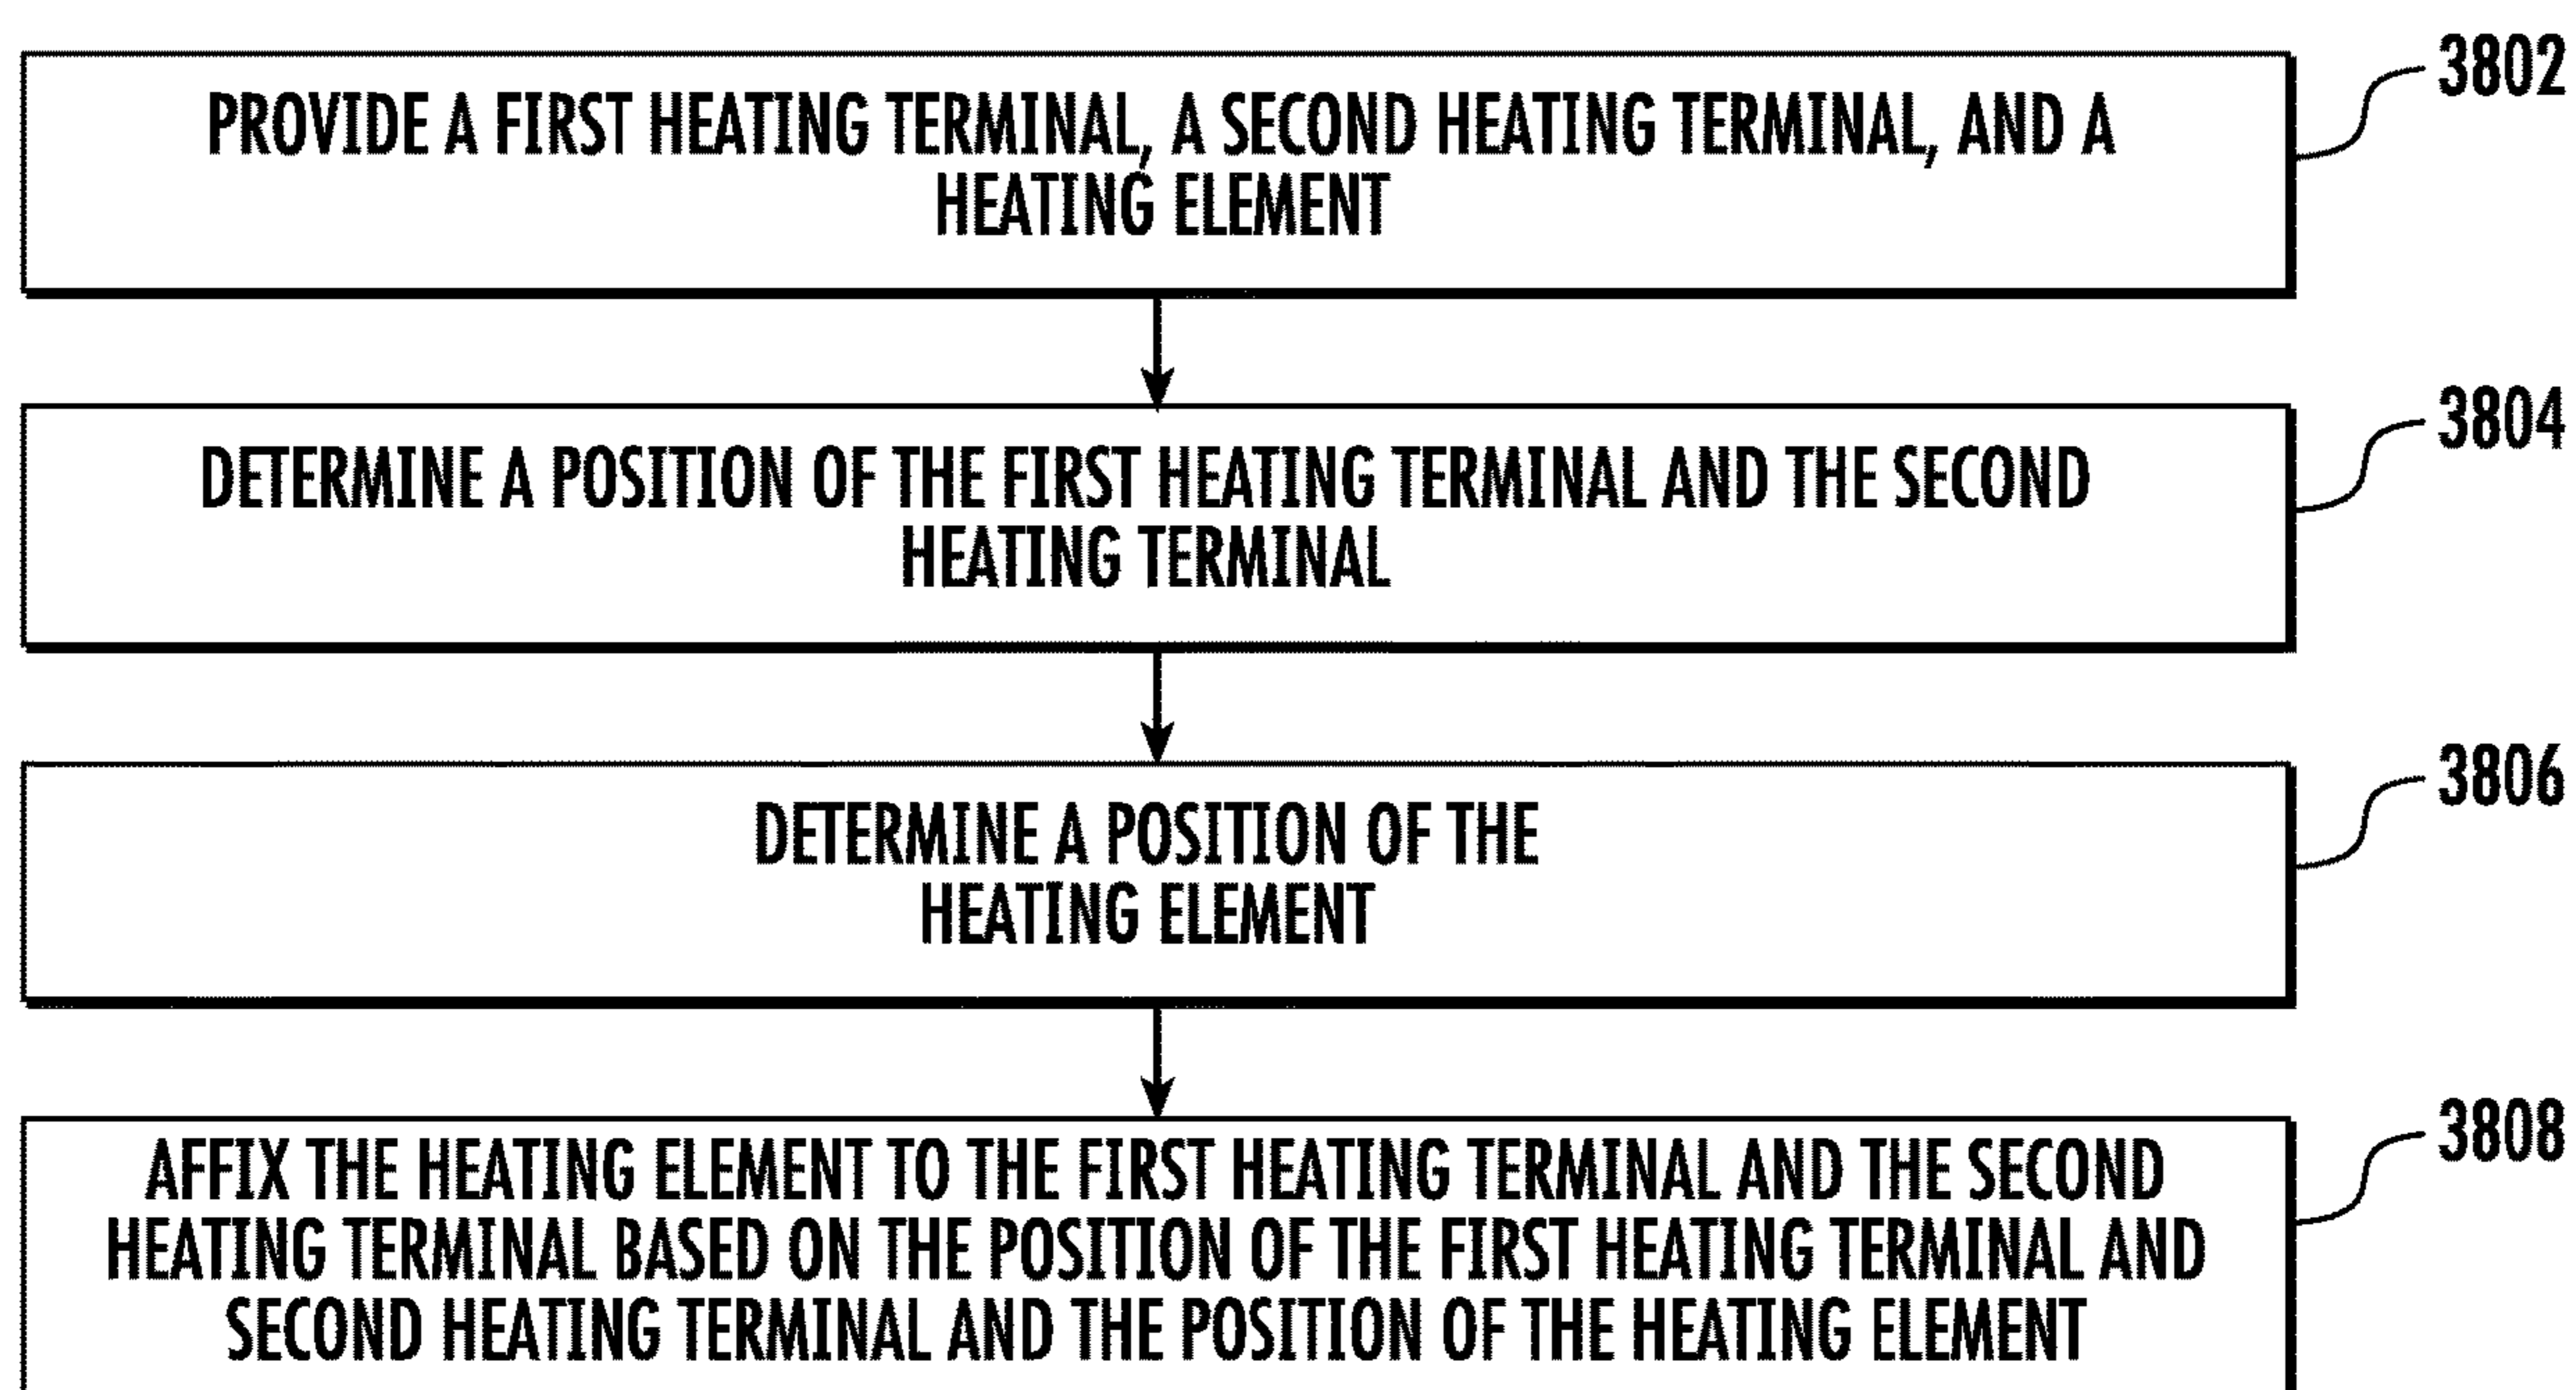 PROVIDE A FIRST HEATING TERMINAL, A SECOND HEATING TERMINAL, AND A
HEATING ELEMENT
3802
DETERMINE A POSITION OF THE FIRST HEATING TERMINAL AND THE SECOND
HEATING TERMINAL
3804
DETERMINE A POSITION OF THE
HEATING ELEMENT
3806
AFFIX THE HEATING ELEMENT TO THE FIRST HEATING TERMINAL AND THE SECOND
HEATING TERMINAL BASED ON THE POSITION OF THE FIRST HEATING TERMINAL AND
SECOND HEATING TERMINAL AND THE POSITION OF THE HEATING ELEMENT
3808